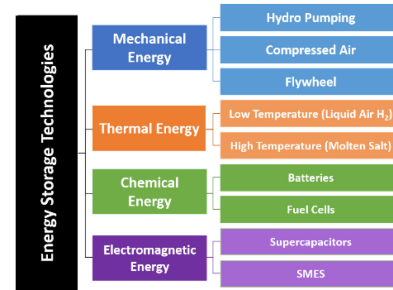 Energy Storage Technologies
Mechanical
Energy
Hydro Pumping
Compressed Air
Flywheel
Thermal Energy
Low Temperature (Liquid Air H₂)
High Temperature (Molten Salt)
Chemical
Energy
Batteries
Fuel Cells
Electromagnetic
Energy
Supercapacitors
SMES